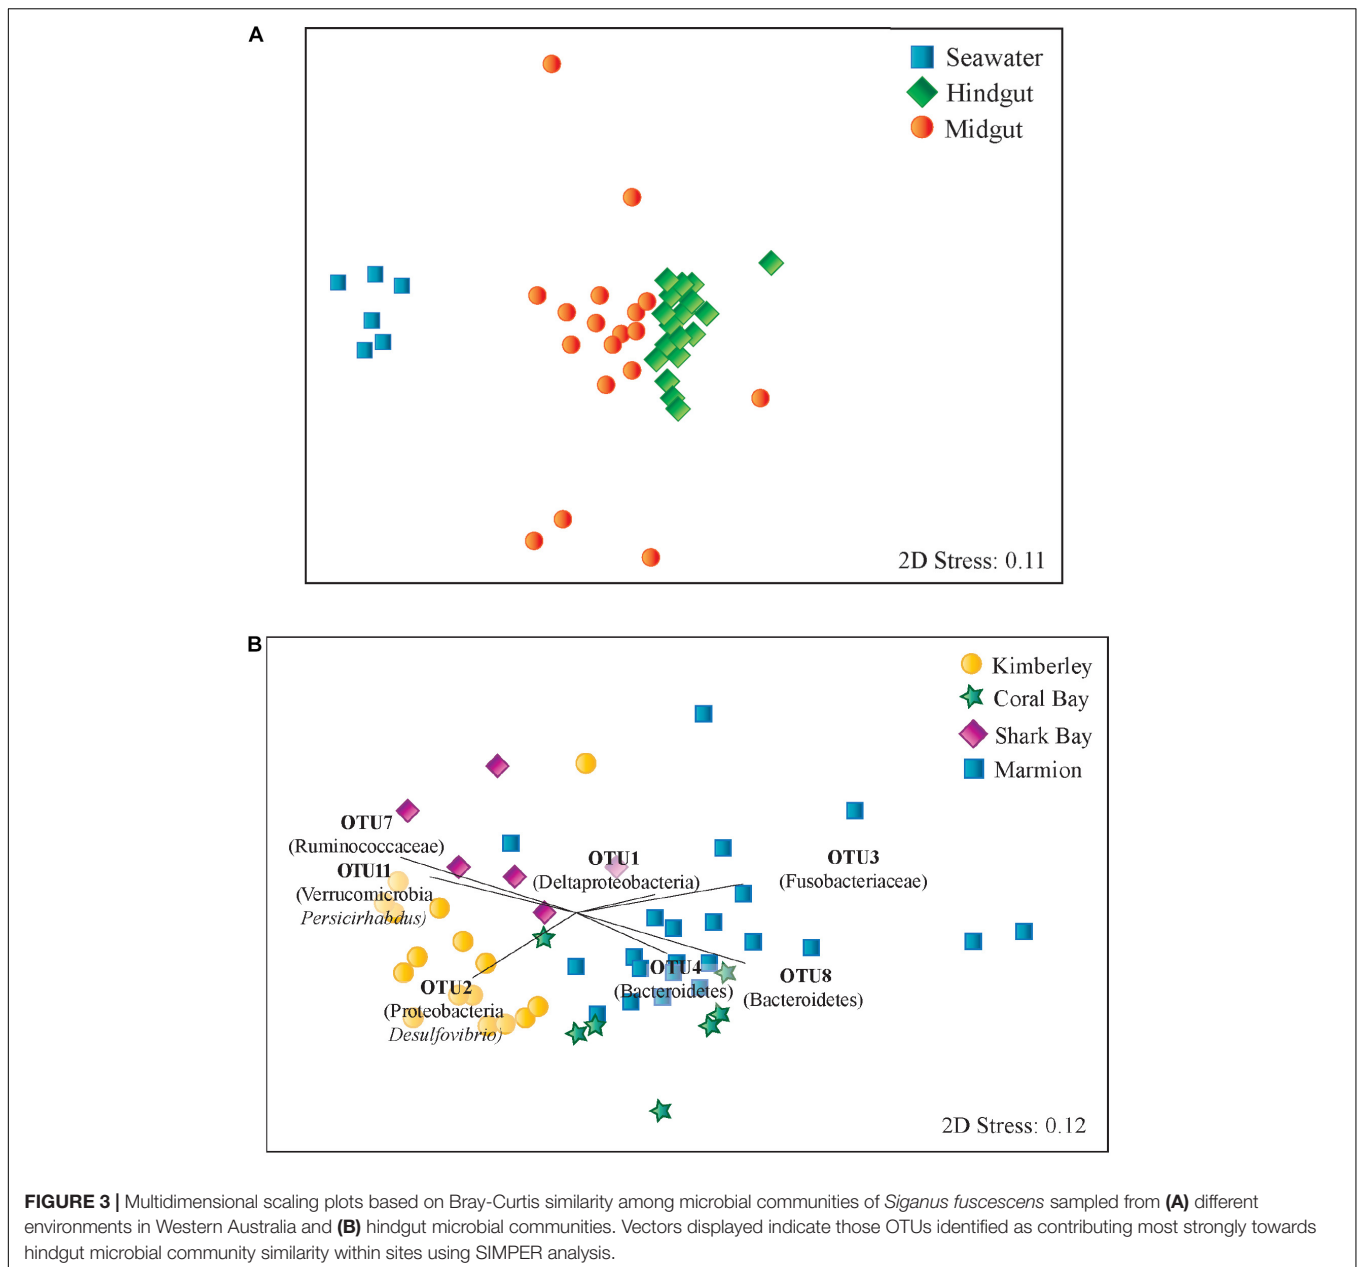 A
Seawater
Hindgut
Midgut
2D Stress: 0.11
B
Kimberley
Coral Bay
Shark Bay
Marmion
OTU7
(Ruminococcaceae)
OTU11
(Verrucomicrobia
Persicirhabdus)
OTU1
(Deltaproteobacteria)
OTU3
(Fusobacteriaceae)
OTU2
(Proteobacteria
Desulfovibrio)
OTU4
(Bacteroidetes)
OTU8
(Bacteroidetes)
2D Stress: 0.12
FIGURE 3 | Multidimensional scaling plots based on Bray-Curtis similarity among microbial communities of Siganus fuscescens sampled from (A) different
environments in Western Australia and (B) hindgut microbial communities. Vectors displayed indicate those OTUs identified as contributing most strongly towards
hindgut microbial community similarity within sites using SIMPER analysis.